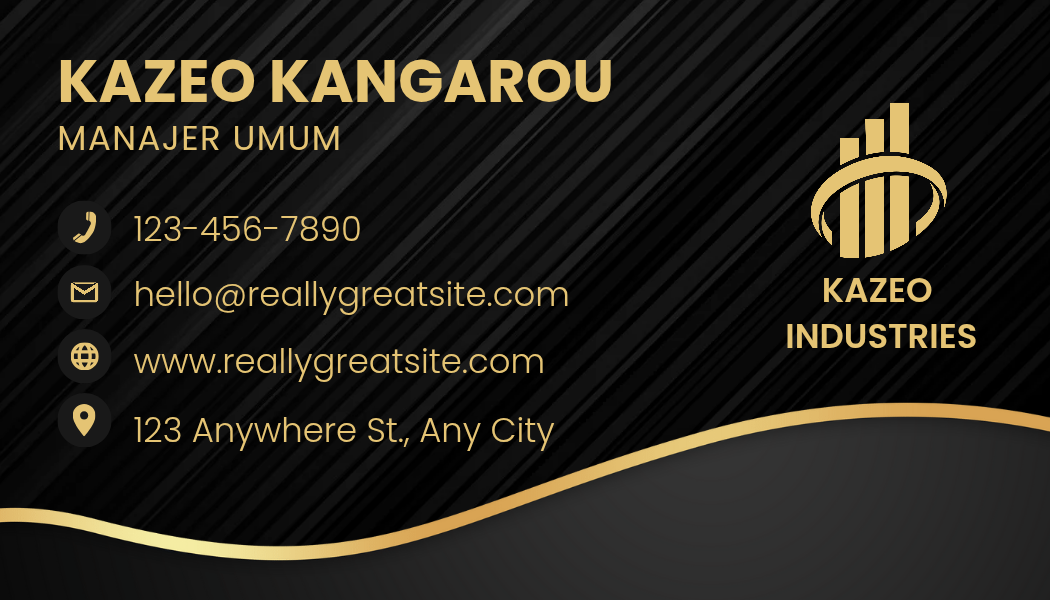 KAZEO KANGAROU
MANAJER UMUM
123-456-7890
hello@reallygreatsite.com
www.reallygreatsite.com
123 Anywhere St., Any City
KAZEO
INDUSTRIES